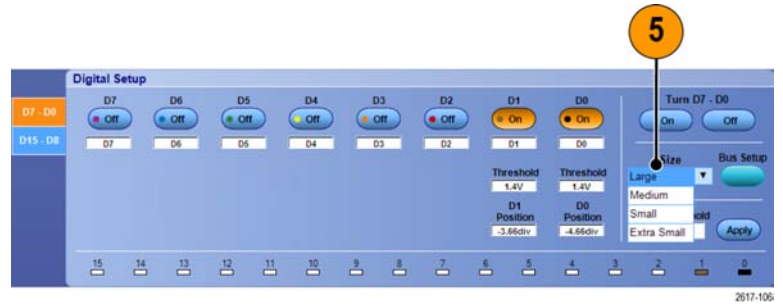 5
Digital Setup
D7 - D0
D15 - D8
D7 D6 D5 D4 D3 D2 D1 D0 Turn D7 - D0
Off Off Off Off Off Off On On On Off
D7 D6 D5 D4 D3 D2 D1 D0
Size Bus Setup
Threshold Threshold Large
1.4V 1.4V Medium
D1 D0 Small
Position Position Extra Small Apply
-3.66div -4.66div
15 14 13 12 11 10 9 8 7 6 5 4 3 2 1 0
2617-106